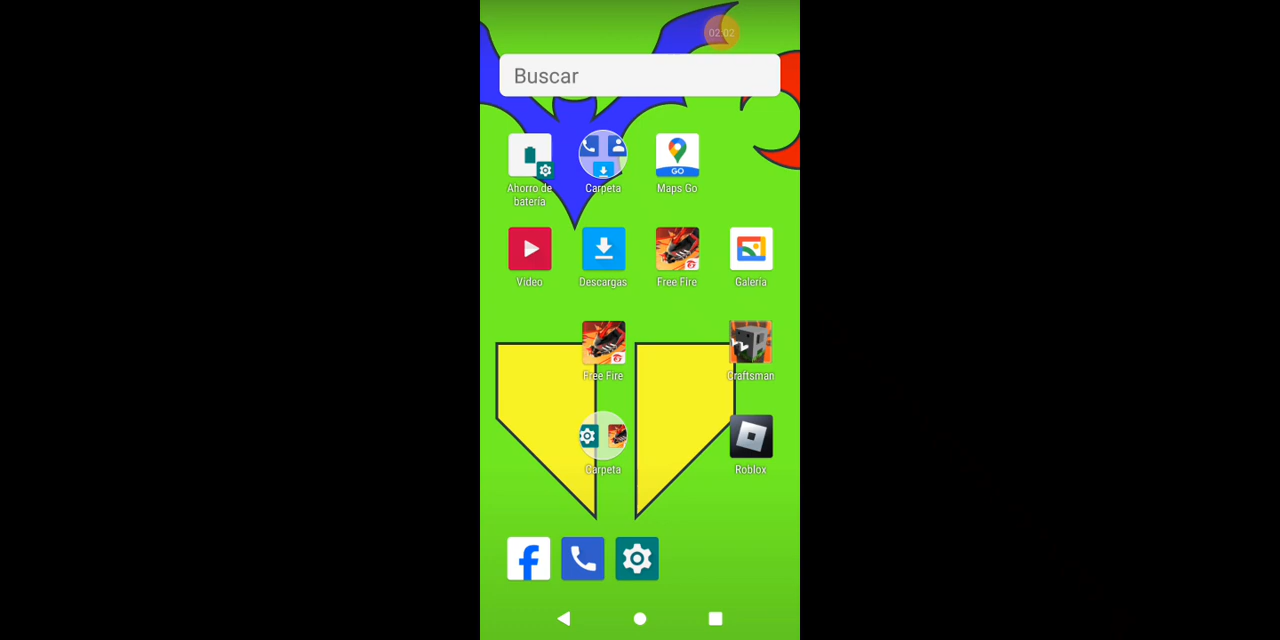 02:02
Buscar
Ahorro de
batería
Carpeta
GO
Maps Go
Video
Descargas
Free Fire
Galería
Free Fire
Craftsman
Carpeta
Roblox